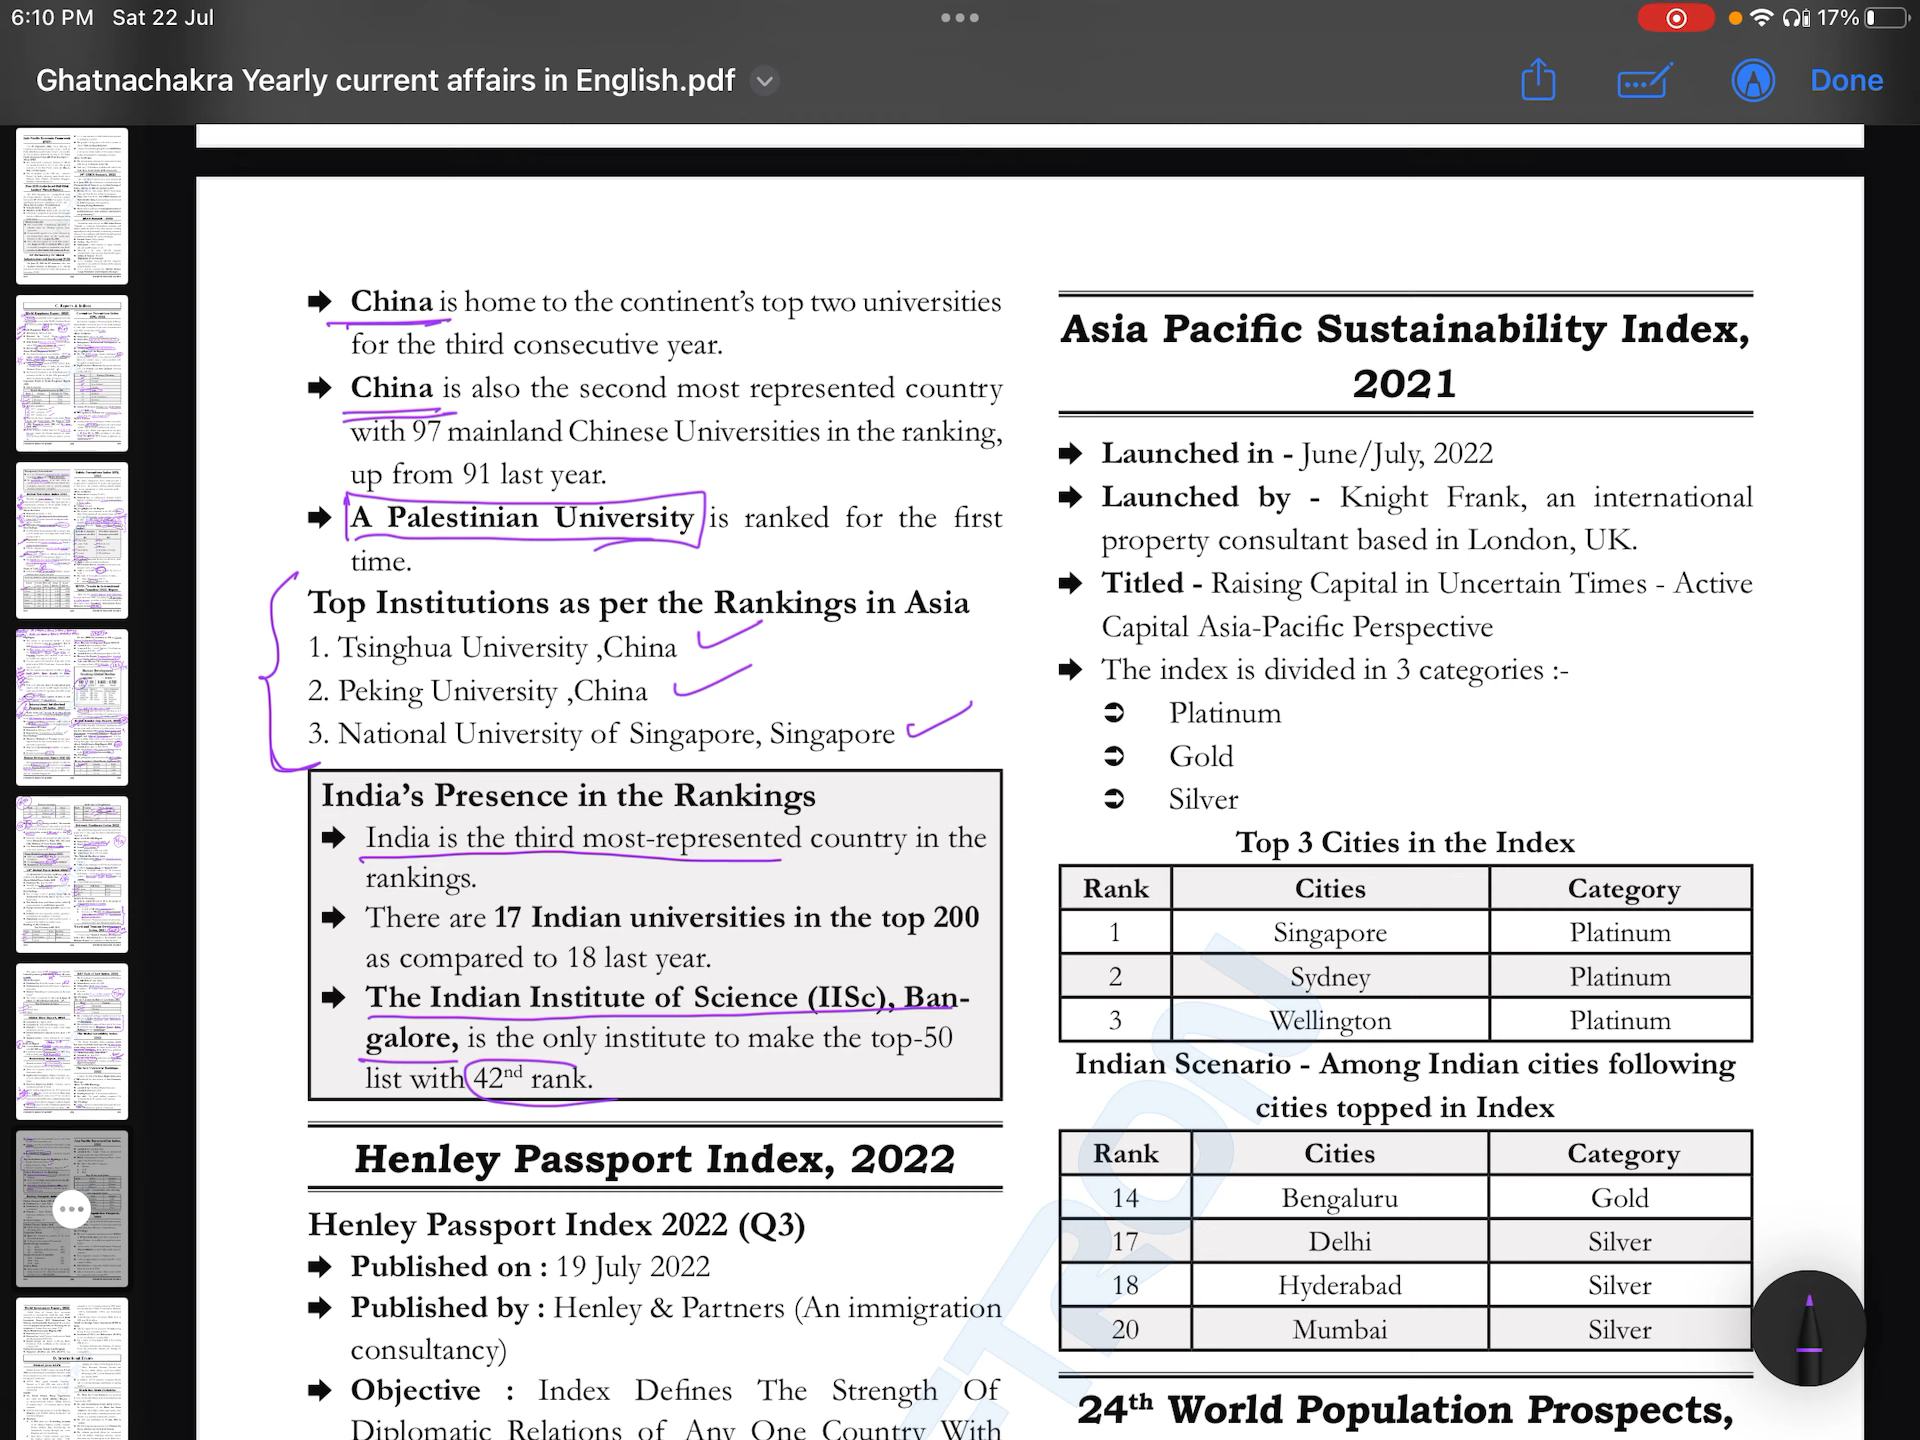 6:10 PM Sat 22 Jul
17%
Ghatnachakra Yearly current affairs in English.pdf
Done
China is home to the continent's top two universities
for the third consecutive year.
China is also the second most represented country
with 97 mainland Chinese Universities in the ranking,
up from 91 last year.
A Palestinian University is ranked for the first
time.
Top Institutions as per the Rankings in Asia
1. Tsinghua University ,China
2. Peking University ,China
3. National University of Singapore, Singapore
India's Presence in the Rankings
India is the third most-represented country in the
rankings.
There are 17 Indian universities in the top 200
as compared to 18 last year.
The Indian Institute of Science (IISc), Ban-
galore, is the only institute to make the top-50
list with 42nd rank.
Henley Passport Index, 2022
Henley Passport Index 2022 (Q3)
Published on : 19 July 2022
Published by : Henley & Partners (An immigration
consultancy)
Objective : Index Defines The Strength Of
Diplomatic Relations of Any One Country With
Asia Pacific Sustainability Index,
2021
Launched in - June/July, 2022
Launched by - Knight Frank, an international
property consultant based in London, UK.
Titled - Raising Capital in Uncertain Times - Active
Capital Asia-Pacific Perspective
The index is divided in 3 categories :-
Platinum
Gold
Silver
Top 3 Cities in the Index
Rank Cities Category
1 Singapore Platinum
2 Sydney Platinum
3 Wellington Platinum
Indian Scenario - Among Indian cities following
cities topped in Index
Rank Cities Category
14 Bengaluru Gold
17 Delhi Silver
18 Hyderabad Silver
20 Mumbai Silver
24th World Population Prospects,